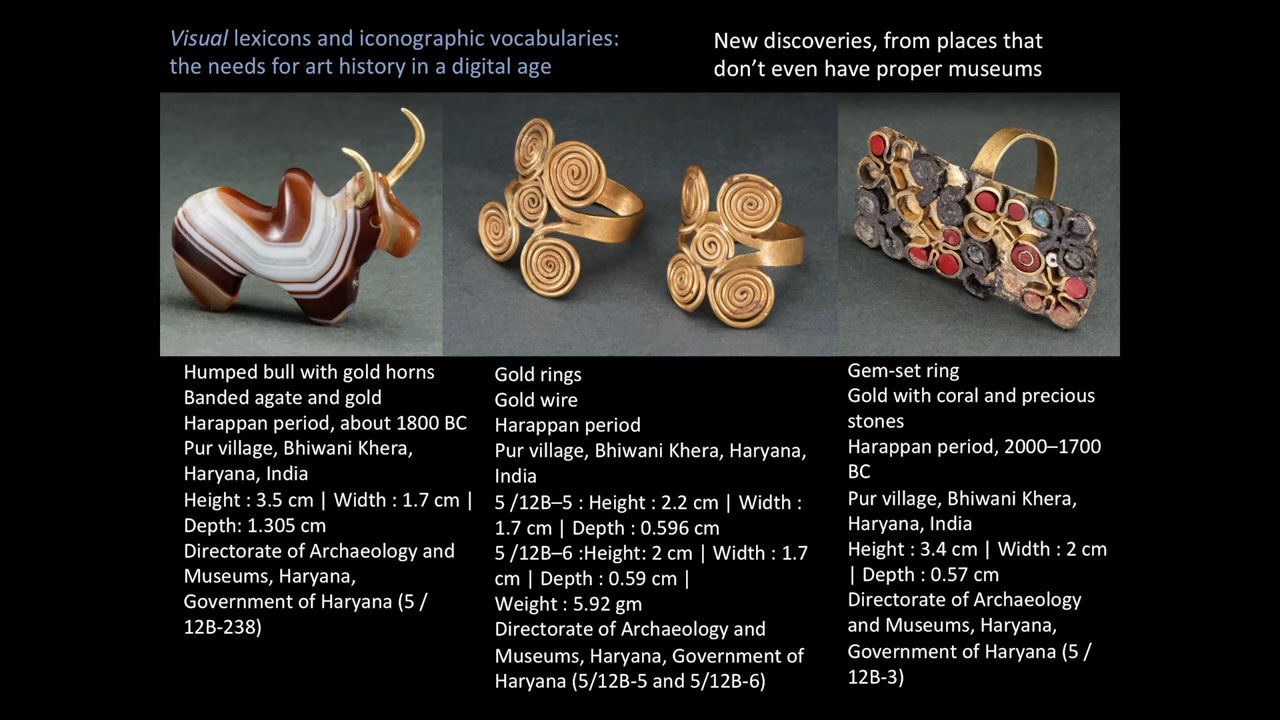 Visual lexicons and iconographic vocabularies:
the needs for art history in a digital age
New discoveries, from places that
don’t even have proper museums
Humped bull with gold horns
Banded agate and gold
Harappan period, about 1800 BC
Pur village, Bhiwani Khera,
Haryana, India
Height : 3.5 cm | Width : 1.7 cm |
Depth: 1.305 cm
Directorate of Archaeology and
Museums, Haryana,
Government of Haryana (5 /
12B-238)
Gold rings
Gold wire
Harappan period
Pur village, Bhiwani Khera, Haryana,
India
5 /12B–5 : Height : 2.2 cm | Width :
1.7 cm | Depth : 0.596 cm
5 /12B–6 :Height: 2 cm | Width : 1.7
cm | Depth : 0.59 cm |
Weight : 5.92 gm
Directorate of Archaeology and
Museums, Haryana, Government of
Haryana (5/12B-5 and 5/12B-6)
Gem-set ring
Gold with coral and precious
stones
Harappan period, 2000–1700
BC
Pur village, Bhiwani Khera,
Haryana, India
Height : 3.4 cm | Width : 2 cm
| Depth : 0.57 cm
Directorate of Archaeology
and Museums, Haryana,
Government of Haryana (5 /
12B-3)